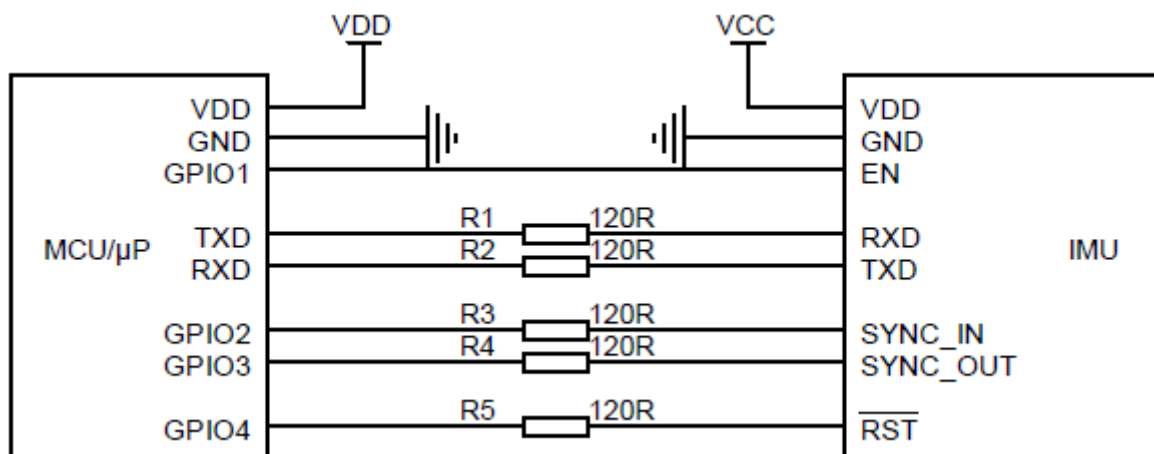 VDD VCC
VDD VDD
GND GND
GPIO1 EN
R1 120R
MCU/µP TXD RXD IMU
R2 120R
RXD TXD
R3 120R
GPIO2 SYNC_IN
R4 120R
GPIO3 SYNC_OUT
R5 120R
GPIO4 RST